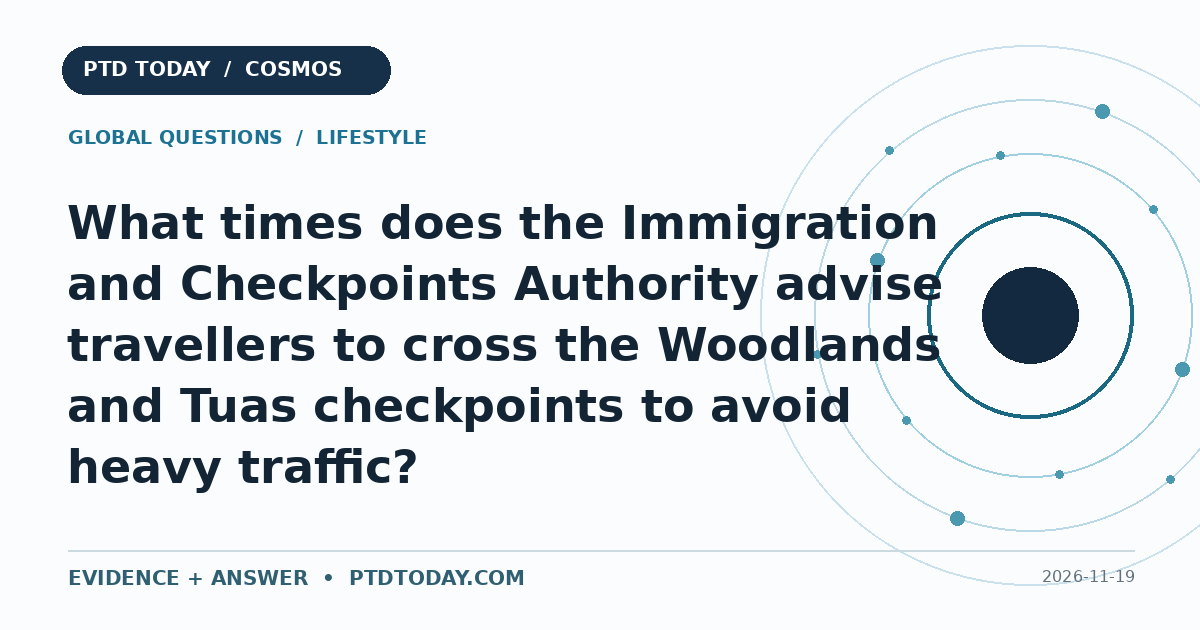 PTD TODAY / COSMOS
GLOBAL QUESTIONS / LIFESTYLE
What times does the Immigration
and Checkpoints Authority advise
travellers to cross the Woodlands
and Tuas checkpoints to avoid
heavy traffic?
EVIDENCE + ANSWER • PTDTODAY.COM
2026-11-19